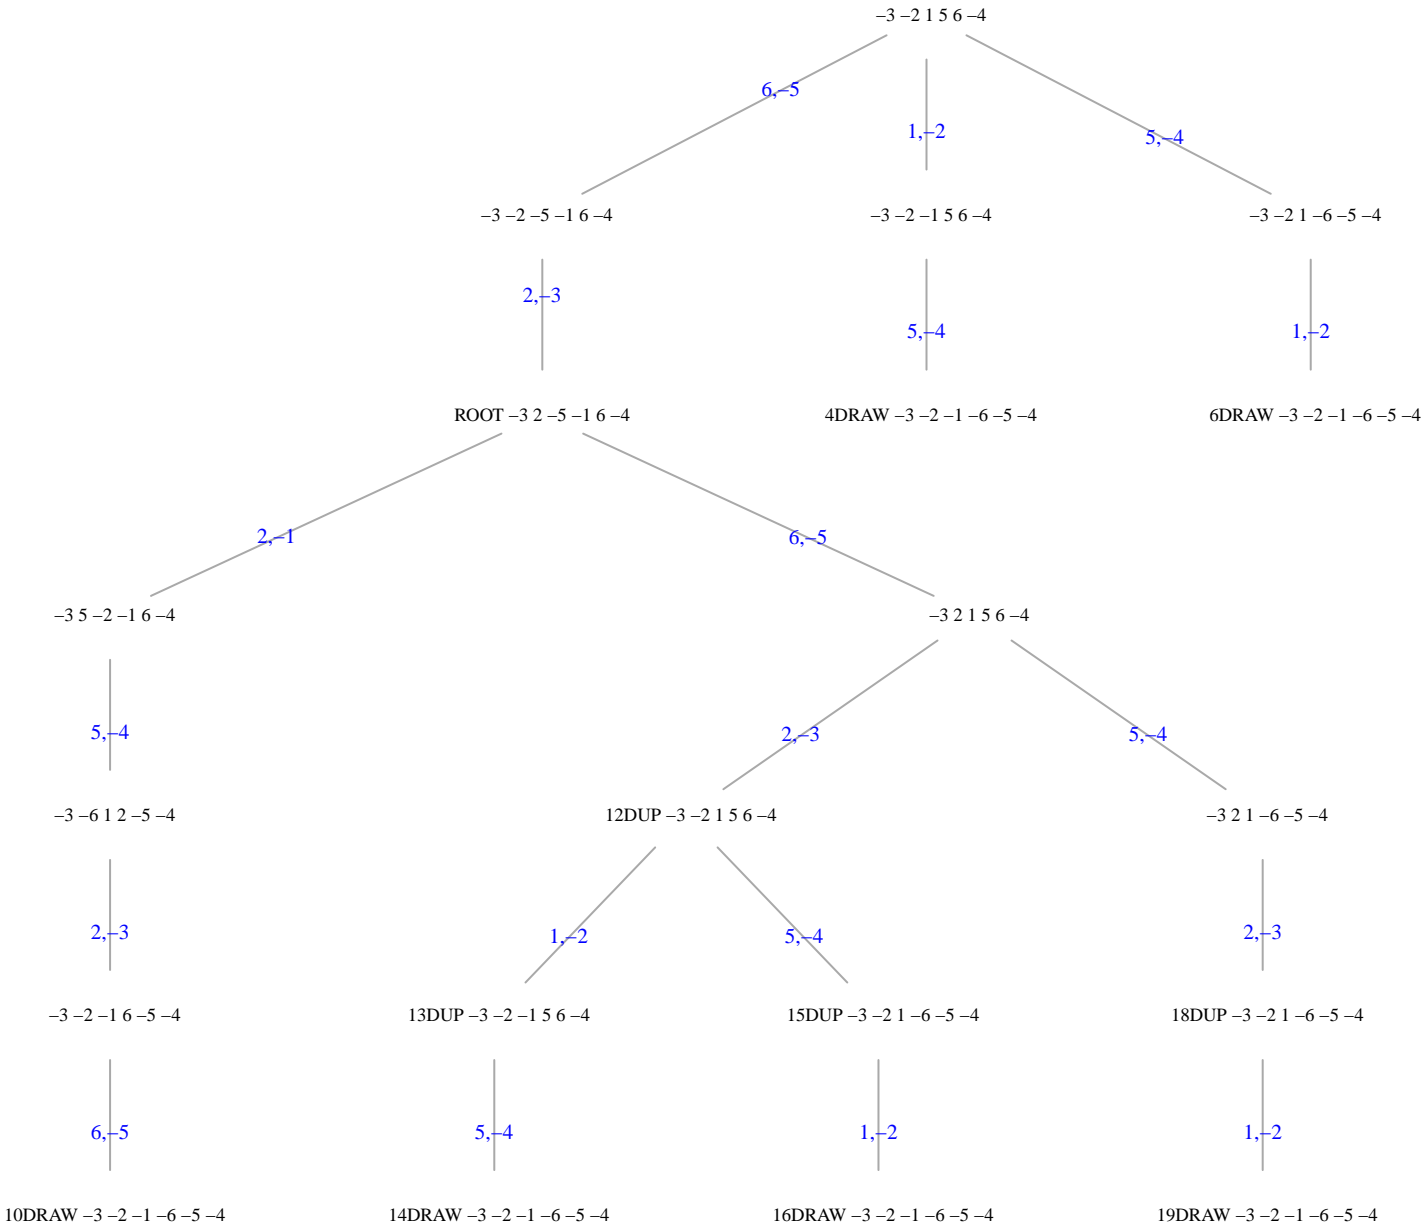 –3 –2 1 5 6 –4
6,–5
1,–2
5,–4
–3 –2 –5 –1 6 –4
–3 –2 –1 5 6 –4
–3 –2 1 –6 –5 –4
2,–3
5,–4
1,–2
ROOT –3 2 –5 –1 6 –4
4DRAW –3 –2 –1 –6 –5 –4
6DRAW –3 –2 –1 –6 –5 –4
2,–1
6,–5
–3 5 –2 –1 6 –4
–3 2 1 5 6 –4
5,–4
2,–3
5,–4
–3 –6 1 2 –5 –4
12DUP –3 –2 1 5 6 –4
–3 2 1 –6 –5 –4
2,–3
1,–2
5,–4
2,–3
–3 –2 –1 6 –5 –4
13DUP –3 –2 –1 5 6 –4
15DUP –3 –2 1 –6 –5 –4
18DUP –3 –2 1 –6 –5 –4
6,–5
5,–4
1,–2
1,–2
10DRAW –3 –2 –1 –6 –5 –4
14DRAW –3 –2 –1 –6 –5 –4
16DRAW –3 –2 –1 –6 –5 –4
19DRAW –3 –2 –1 –6 –5 –4